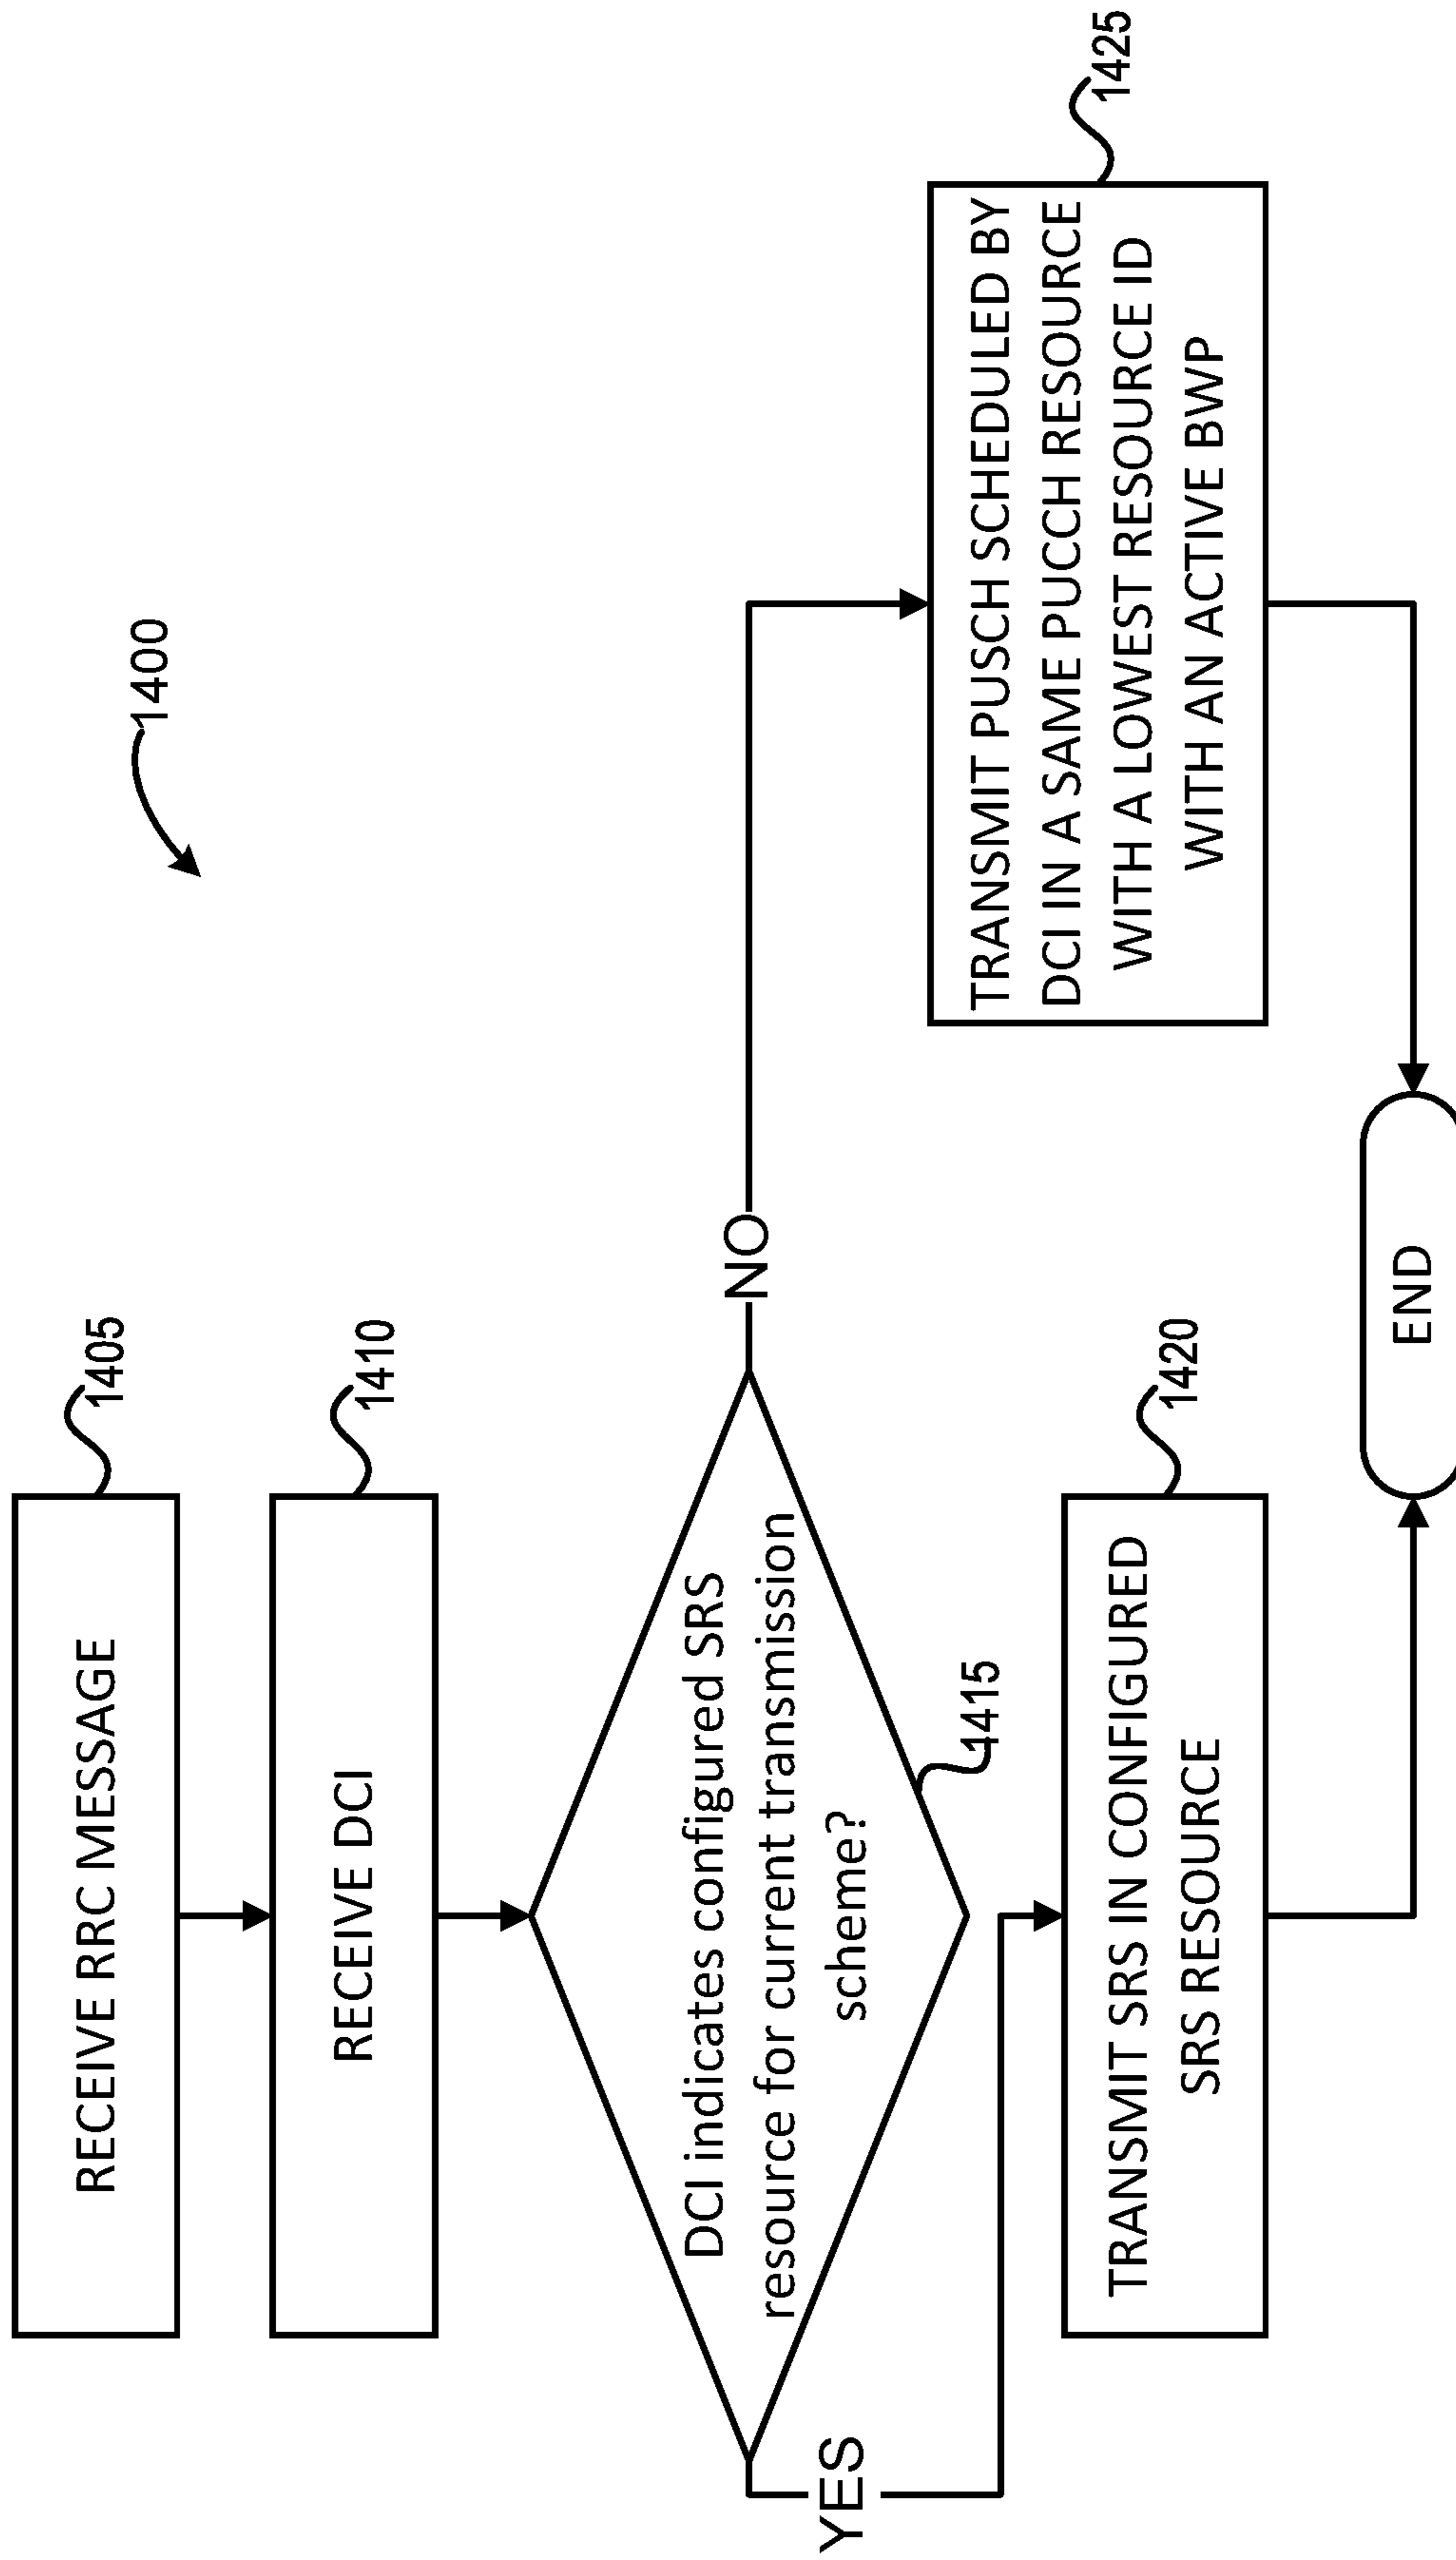 1400
RECEIVE RRC MESSAGE
1405
RECEIVE DCI
1410
DCI indicates configured SRS
resource for current transmission
scheme?
1415
YES
NO
TRANSMIT SRS IN CONFIGURED
SRS RESOURCE
1420
TRANSMIT PUSCH SCHEDULED BY
DCI IN A SAME PUCCH RESOURCE
WITH A LOWEST RESOURCE ID
WITH AN ACTIVE BWP
1425
END